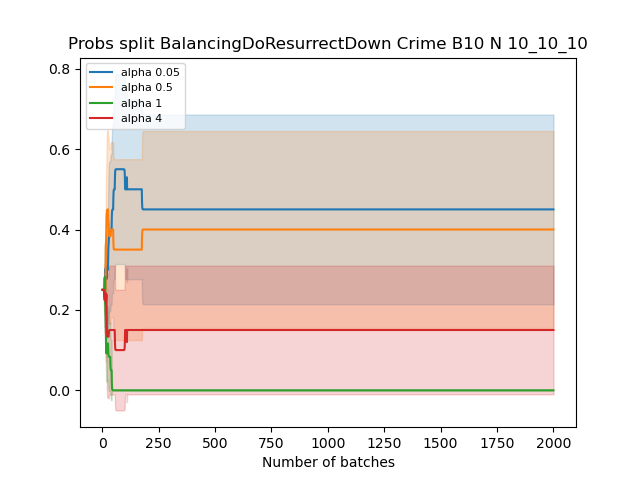 Probs split BalancingDoResurrectDown Crime B10 N 10_10_10
alpha 0.05
alpha 0.5
alpha 1
alpha 4
0.8
0.6
0.4
0.2
0.0
0 250 500 750 1000 1250 1500 1750 2000
Number of batches